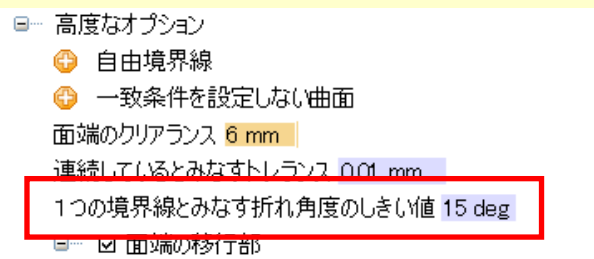 高度なオプション
自由境界線
一致条件を設定しない曲面
面端のクリアランス 6 mm
連続しているとみなすトレランス 0.01 mm
1つの境界線とみなす折れ角度のしきい値 15 deg
面端の移行部